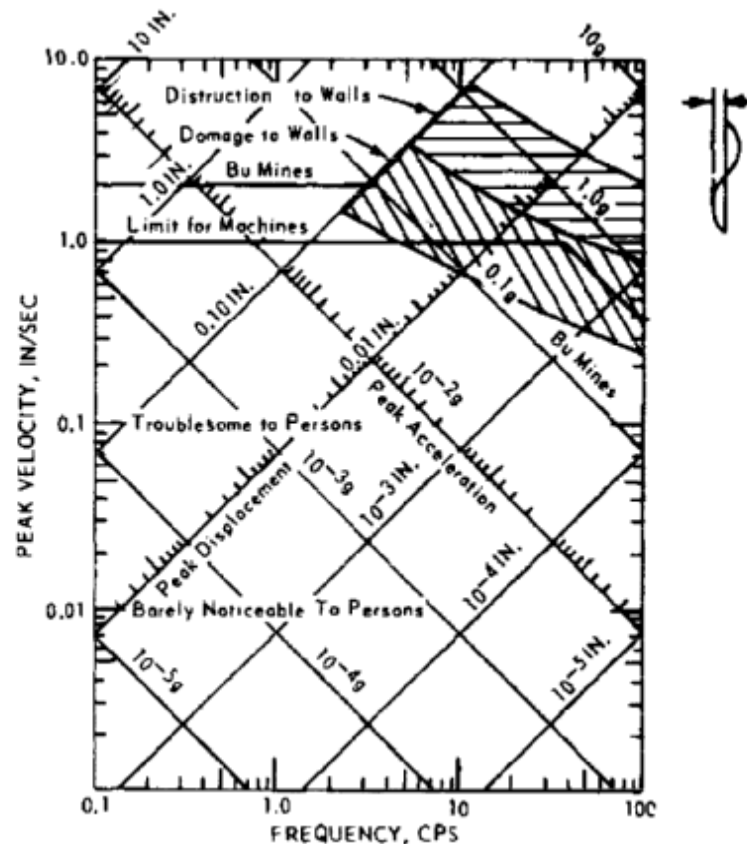 10 IN.
10.0
10g
Distruction to Walls
Domage to Walls
1.0 IN.
Bu Mines
1.0g
Limit for Machines
1.0
0.1g
0.10 IN.
0.01 IN.
Bu Mines
10-2g
PEAK VELOCITY, IN/SEC
0.1
Troublesome to Persons
Peak Acceleration
10-3g
10-3 IN.
Peak Displacement
10-4 IN.
0.01
Barely Noticeable To Persons
10-5g
10-4g
10-5 IN.
0.1
1.0
10
100
FREQUENCY, CPS